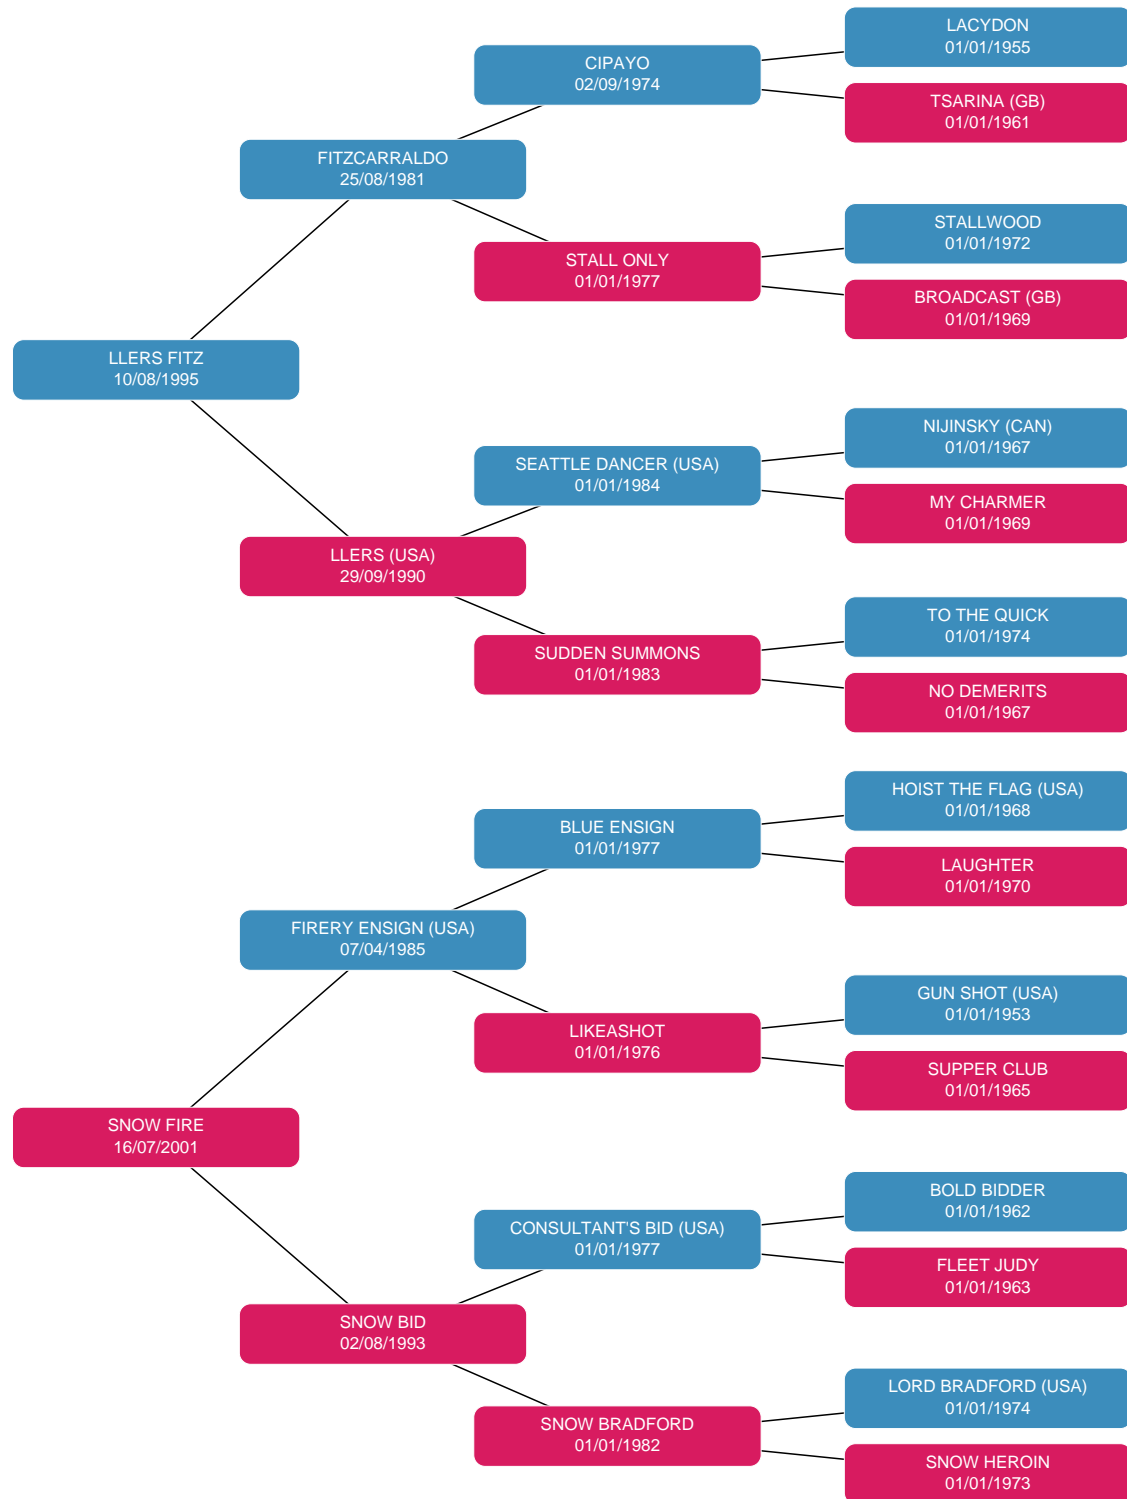 LACYDON
01/01/1955
CIPAYO
02/09/1974
TSARINA (GB)
01/01/1961
FITZCARRALDO
25/08/1981
STALLWOOD
01/01/1972
STALL ONLY
01/01/1977
BROADCAST (GB)
01/01/1969
LLERS FITZ
10/08/1995
NIJINSKY (CAN)
01/01/1967
SEATTLE DANCER (USA)
01/01/1984
MY CHARMER
01/01/1969
LLERS (USA)
29/09/1990
TO THE QUICK
01/01/1974
SUDDEN SUMMONS
01/01/1983
NO DEMERITS
01/01/1967
HOIST THE FLAG (USA)
01/01/1968
BLUE ENSIGN
01/01/1977
LAUGHTER
01/01/1970
FIRERY ENSIGN (USA)
07/04/1985
GUN SHOT (USA)
01/01/1953
LIKEASHOT
01/01/1976
SUPPER CLUB
01/01/1965
SNOW FIRE
16/07/2001
BOLD BIDDER
01/01/1962
CONSULTANT'S BID (USA)
01/01/1977
FLEET JUDY
01/01/1963
SNOW BID
02/08/1993
LORD BRADFORD (USA)
01/01/1974
SNOW BRADFORD
01/01/1982
SNOW HEROIN
01/01/1973